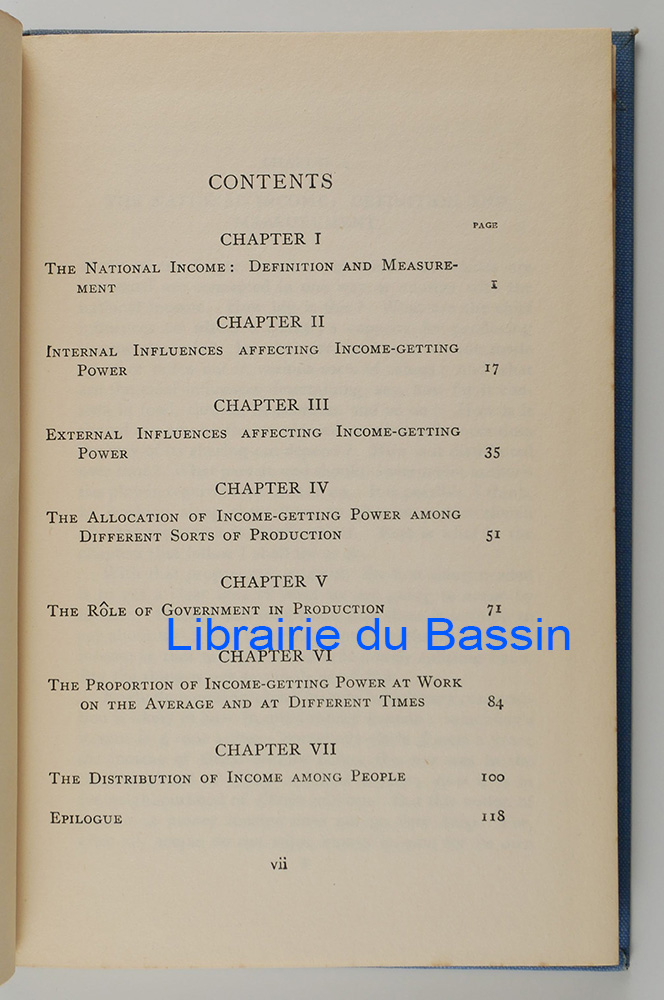 CONTENTS
PAGE
CHAPTER I
THE NATIONAL INCOME: DEFINITION AND MEASURE-
MENT 1
CHAPTER II
INTERNAL INFLUENCES AFFECTING INCOME-GETTING
POWER 17
CHAPTER III
EXTERNAL INFLUENCES AFFECTING INCOME-GETTING
POWER 35
CHAPTER IV
THE ALLOCATION OF INCOME-GETTING POWER AMONG
DIFFERENT SORTS OF PRODUCTION 51
CHAPTER V
THE RÔLE OF GOVERNMENT IN PRODUCTION 71
Librairie du Bassin
CHAPTER VI
THE PROPORTION OF INCOME-GETTING POWER AT WORK
ON THE AVERAGE AND AT DIFFERENT TIMES 84
CHAPTER VII
THE DISTRIBUTION OF INCOME AMONG PEOPLE 100
EPILOGUE 118
vii